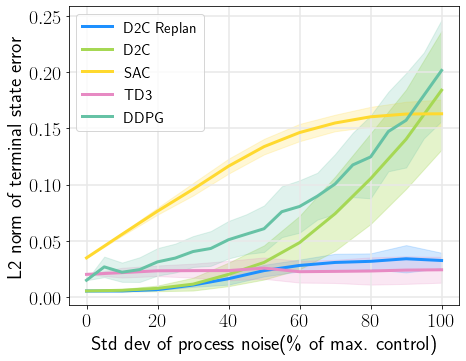 0.25
0.20
0.15
0.10
0.05
0.00
L2 norm of terminal state error
D2C Replan
D2C
SAC
TD3
DDPG
0 20 40 60 80 100
Std dev of process noise(% of max. control)